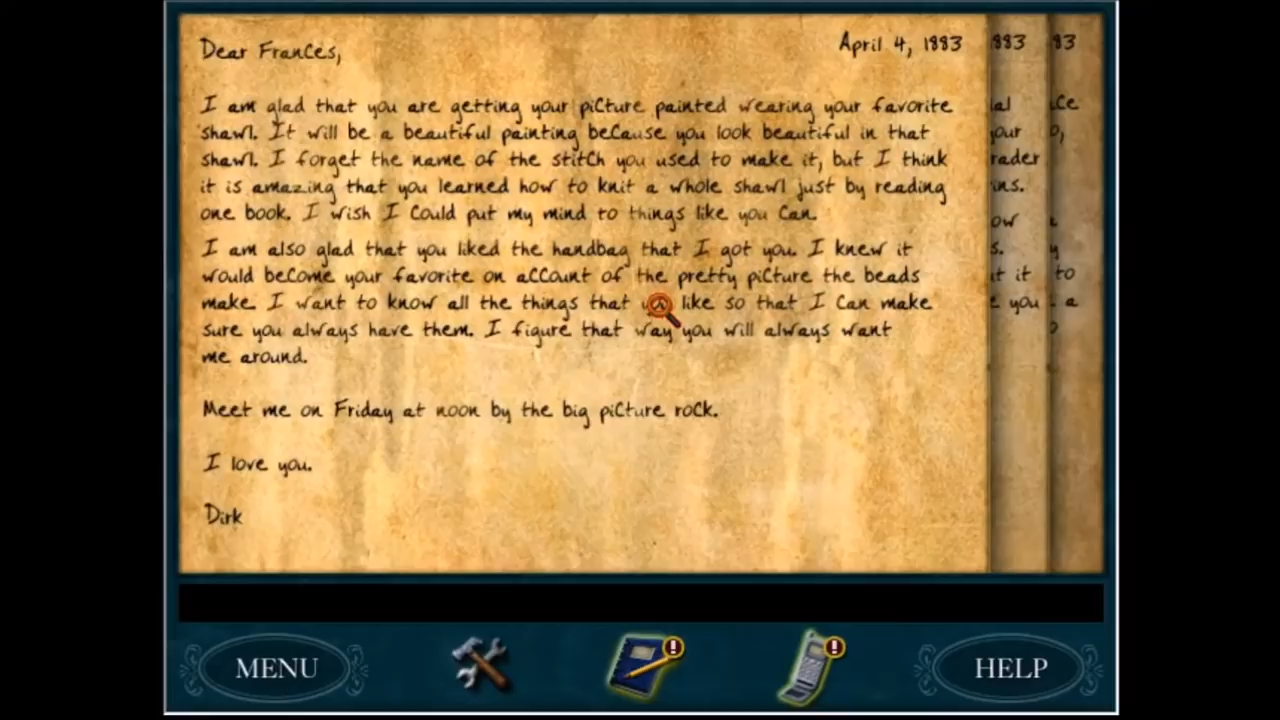 Dear Frances,
April 4, 1883
I am glad that you are getting your picture painted wearing your favorite
shawl. It will be a beautiful painting because you look beautiful in that
shawl. I forget the name of the stitch you used to make it, but I think
it is amazing that you learned how to knit a whole shawl just by reading
one book. I wish I could put my mind to things like you can.
I am also glad that you liked the handbag that I got you. I knew it
would become your favorite on account of the pretty picture the beads
make. I want to know all the things that like so that I can make
sure you always have them. I figure that way you will always want
me around.
Meet me on Friday at noon by the big picture rock.
I love you.
Dirk
883
rader
ow
you
83
to
a
MENU
HELP